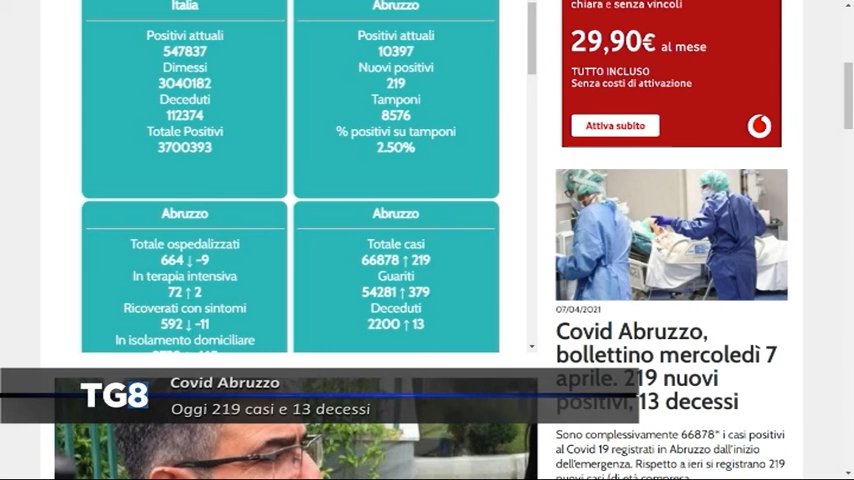 Italia
Positivi attuali
547837
Dimessi
3040182
Deceduti
112374
Totale Positivi
3700393
Abruzzo
Positivi attuali
10397
Nuovi positivi
219
Tamponi
8576
% positivi su tamponi
2.50%
Abruzzo
Totale ospedalizzati
664 ↓ -9
In terapia intensiva
72 ↑ 2
Ricoverati con sintomi
592 ↓ -11
In isolamento domiciliare
Abruzzo
Totale casi
66878 ↑ 219
Guariti
54281 ↑ 379
Deceduti
2200 ↑ 13
chiara e senza vincoli
29,90€ al mese
TUTTO INCLUSO
Senza costi di attivazione
Attiva subito
07/04/2021
Covid Abruzzo,
bollettino mercoledì 7
aprile. 219 nuovi
positivi, 13 decessi
Sono complessivamente 66878* i casi positivi
al Covid 19 registrati in Abruzzo dall'inizio
dell'emergenza. Rispetto a ieri si registrano 219
nuovi casi (di età compresa
TG8
Covid Abruzzo
Oggi 219 casi e 13 decessi